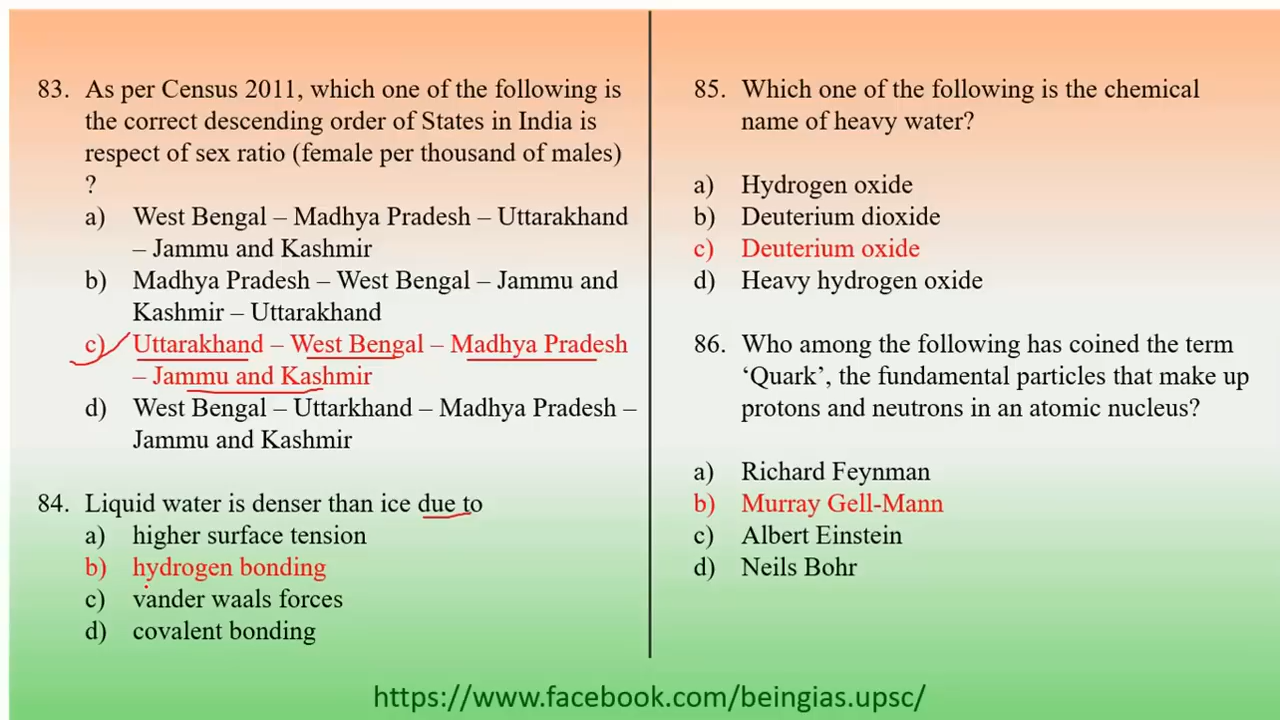 83. As per Census 2011, which one of the following is
the correct descending order of States in India is
respect of sex ratio (female per thousand of males)
?
a) West Bengal – Madhya Pradesh – Uttarakhand
– Jammu and Kashmir
b) Madhya Pradesh – West Bengal – Jammu and
Kashmir – Uttarakhand
c) Uttarakhand – West Bengal – Madhya Pradesh
– Jammu and Kashmir
d) West Bengal – Uttarkhand – Madhya Pradesh –
Jammu and Kashmir
84. Liquid water is denser than ice due to
a) higher surface tension
b) hydrogen bonding
c) vander waals forces
d) covalent bonding
85. Which one of the following is the chemical
name of heavy water?
a) Hydrogen oxide
b) Deuterium dioxide
c) Deuterium oxide
d) Heavy hydrogen oxide
86. Who among the following has coined the term
‘Quark’, the fundamental particles that make up
protons and neutrons in an atomic nucleus?
a) Richard Feynman
b) Murray Gell-Mann
c) Albert Einstein
d) Neils Bohr
https://www.facebook.com/beingias.upsc/